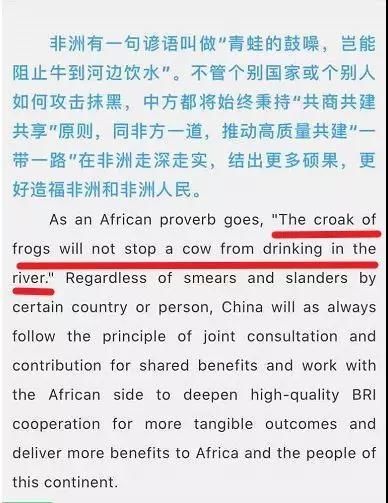 非洲有一句谚语叫做“青蛙的鼓噪，岂能
阻止牛到河边饮水”。不管个别国家或个别人
如何攻击抹黑，中方都将始终秉持“共商共建
共享”原则，同非方一道，推动高质量共建“一
带一路”在非洲走深走实，结出更多硕果，更
好造福非洲和非洲人民。
As an African proverb goes, "The croak of
frogs will not stop a cow from drinking in the
river." Regardless of smears and slanders by
certain country or person, China will as always
follow the principle of joint consultation and
contribution for shared benefits and work with
the African side to deepen high-quality BRI
cooperation for more tangible outcomes and
deliver more benefits to Africa and the people of
this continent.